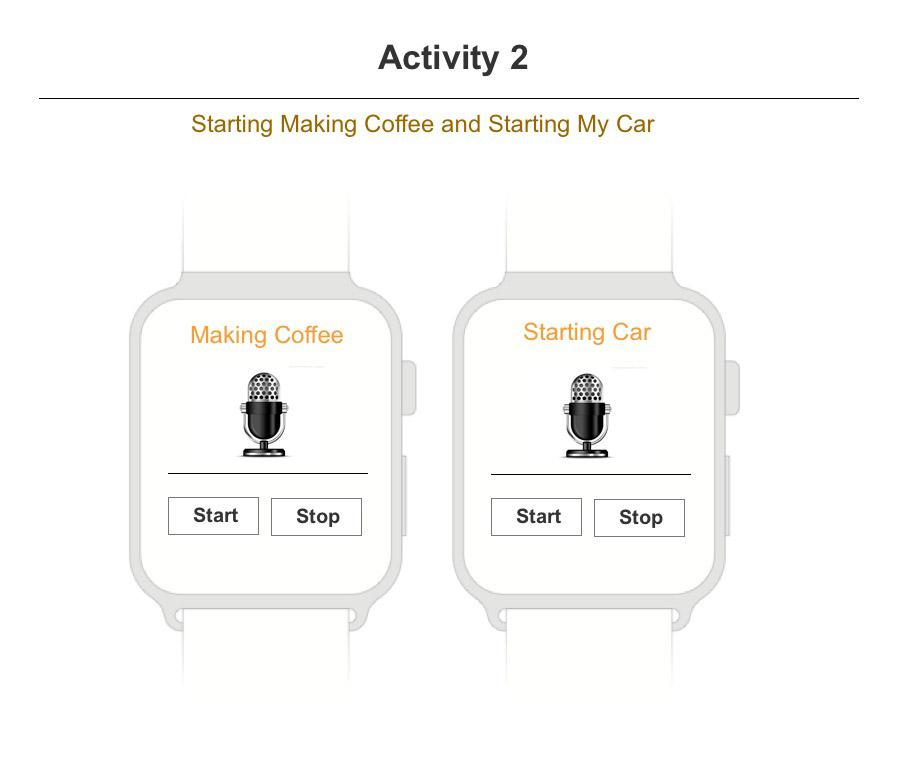 Activity 2
Starting Making Coffee and Starting My Car
Making Coffee
Start Stop
Starting Car
Start Stop